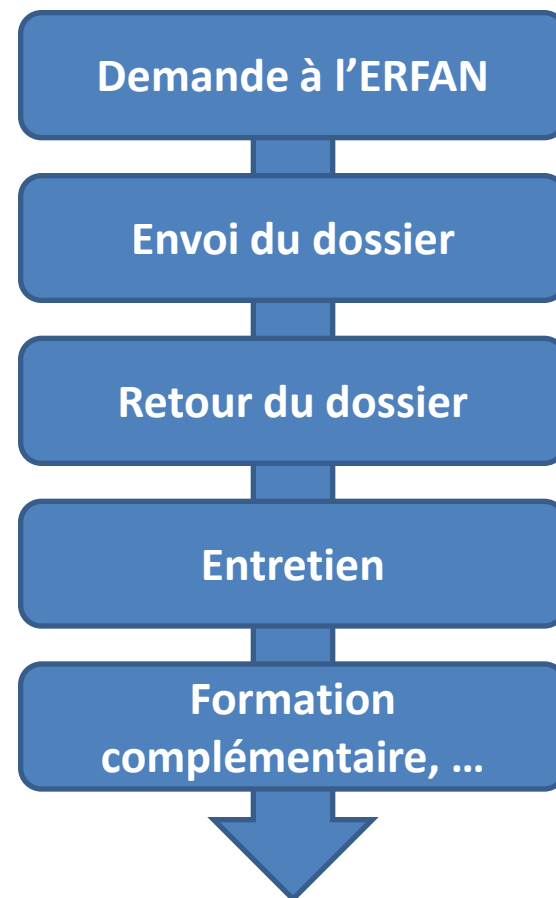 Demande à l’ERFAN
Envoi du dossier
Retour du dossier
Entretien
Formation
complémentaire, ...